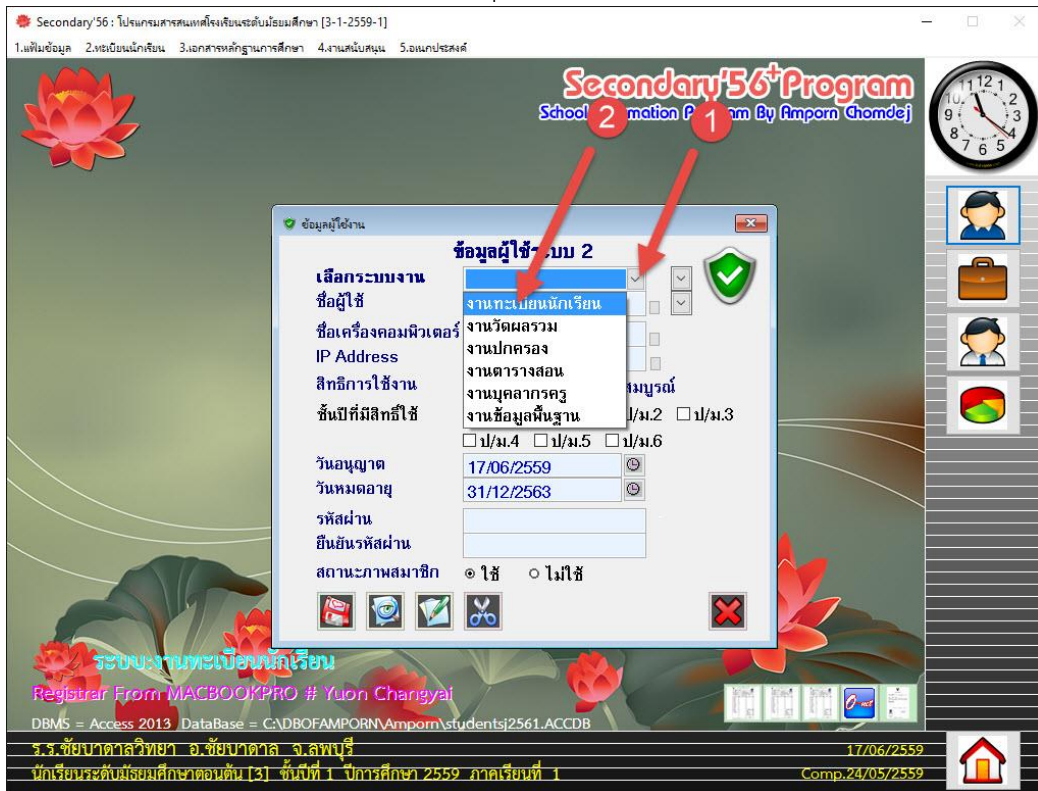 Secondary'56 : โปรแกรมสารสนเทศโรงเรียนระดับมัธยมศึกษา [3-1-2559-1]
1.แฟ้มข้อมูล 2.ทะเบียนนักเรียน 3.เอกสารหลักฐานการศึกษา 4.งานสนับสนุน 5.อเนกประสงค์
Secondary'56+Program
School mation P am By Amporn Chomdej
2 1
12 1 2 3 4 5 6 7 8 9 10 11
ข้อมูลผู้ใช้งาน
ข้อมูลผู้ใช้ระบบ 2
เลือกระบบงาน
ชื่อผู้ใช้
งานทะเบียนนักเรียน
ชื่อเครื่องคอมพิวเตอร์
งานวัดผลรวม
IP Address
งานปกครอง
งานตารางสอน
สิทธิการใช้งาน
งานบุคลากรครู
สมบูรณ์
ชั้นปีที่มีสิทธิ์ใช้
งานข้อมูลพื้นฐาน
ป/ม.2 ป/ม.3
ป/ม.4 ป/ม.5 ป/ม.6
วันอนุญาต 17/06/2559
วันหมดอายุ 31/12/2563
รหัสผ่าน
ยืนยันรหัสผ่าน
สถานะภาพสมาชิก ใช้ ไม่ใช้
ระบบ:งานทะเบียนนักเรียน
Registrar From MACBOOKPRO # Yuon Changyai
DBMS = Access 2013 DataBase = C:\DBOFAMPORN\Amporn\studentsj2561.ACCDB
ร.ร.ชัยบาดาลวิทยา อ.ชัยบาดาล จ.ลพบุรี 17/06/2559
นักเรียนระดับมัธยมศึกษาตอนต้น [3] ชั้นปีที่ 1 ปีการศึกษา 2559 ภาคเรียนที่ 1 Comp.24/05/2559